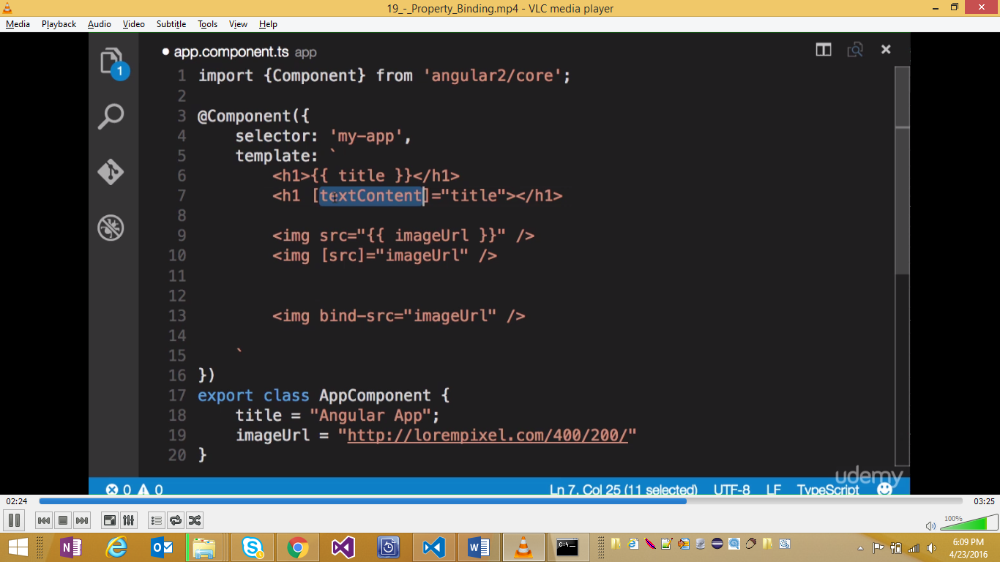 19_-_Property_Binding.mp4 - VLC media player
Media Playback Audio Video Subtitle Tools View Help
● app.component.ts app
1
1 import {Component} from 'angular2/core';
2
3 @Component({
4 selector: 'my-app',
5 template: `
6 <h1>{{ title }}</h1>
7 <h1 [textContent]="title"></h1>
8
9 <img src="{{ imageUrl }}" />
10 <img [src]="imageUrl" />
11
12
13 <img bind-src="imageUrl" />
14
15 `
16 })
17 export class AppComponent {
18 title = "Angular App";
19 imageUrl = "http://lorempixel.com/400/200/"
20 }
udemy
0 0 Ln 7, Col 25 (11 selected) UTF-8 LF TypeScript
02:24 03:25
100%
6:09 PM
4/23/2016